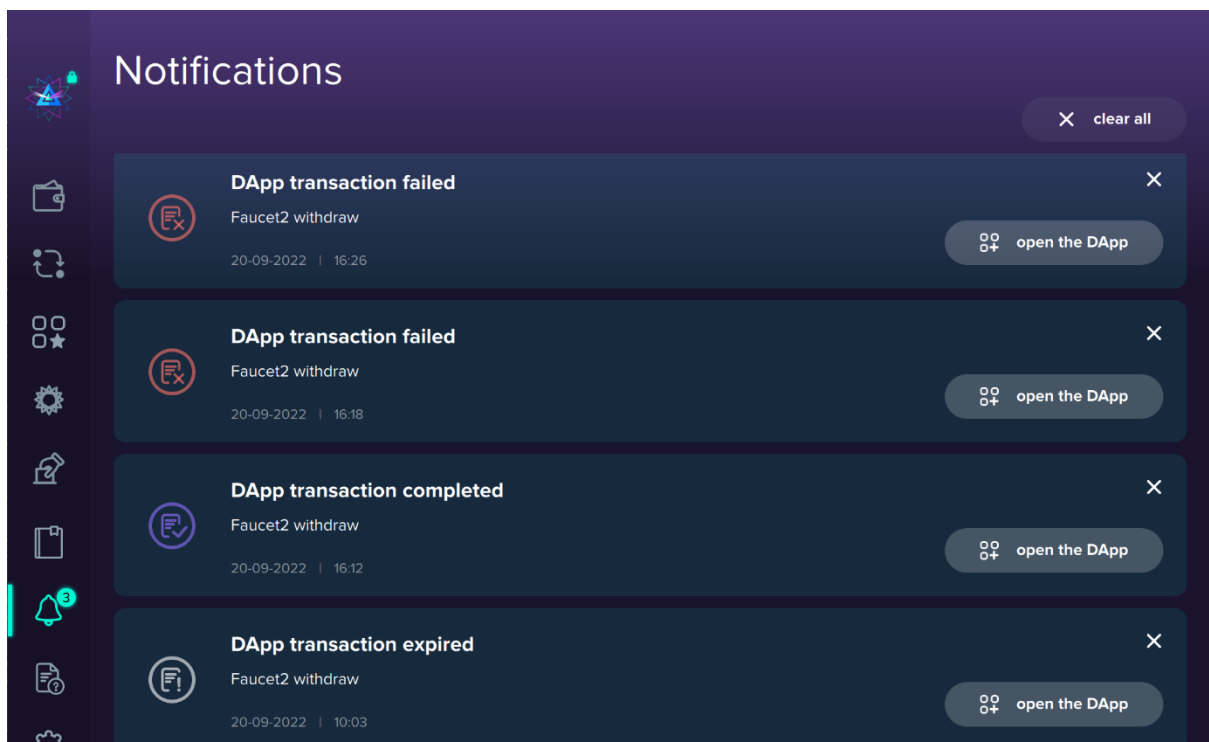 Notifications
clear all
DApp transaction failed
Faucet2 withdraw
open the DApp
20-09-2022 | 16:26
DApp transaction failed
Faucet2 withdraw
open the DApp
20-09-2022 | 16:18
DApp transaction completed
Faucet2 withdraw
open the DApp
20-09-2022 | 16:12
3
DApp transaction expired
Faucet2 withdraw
open the DApp
20-09-2022 | 10:03